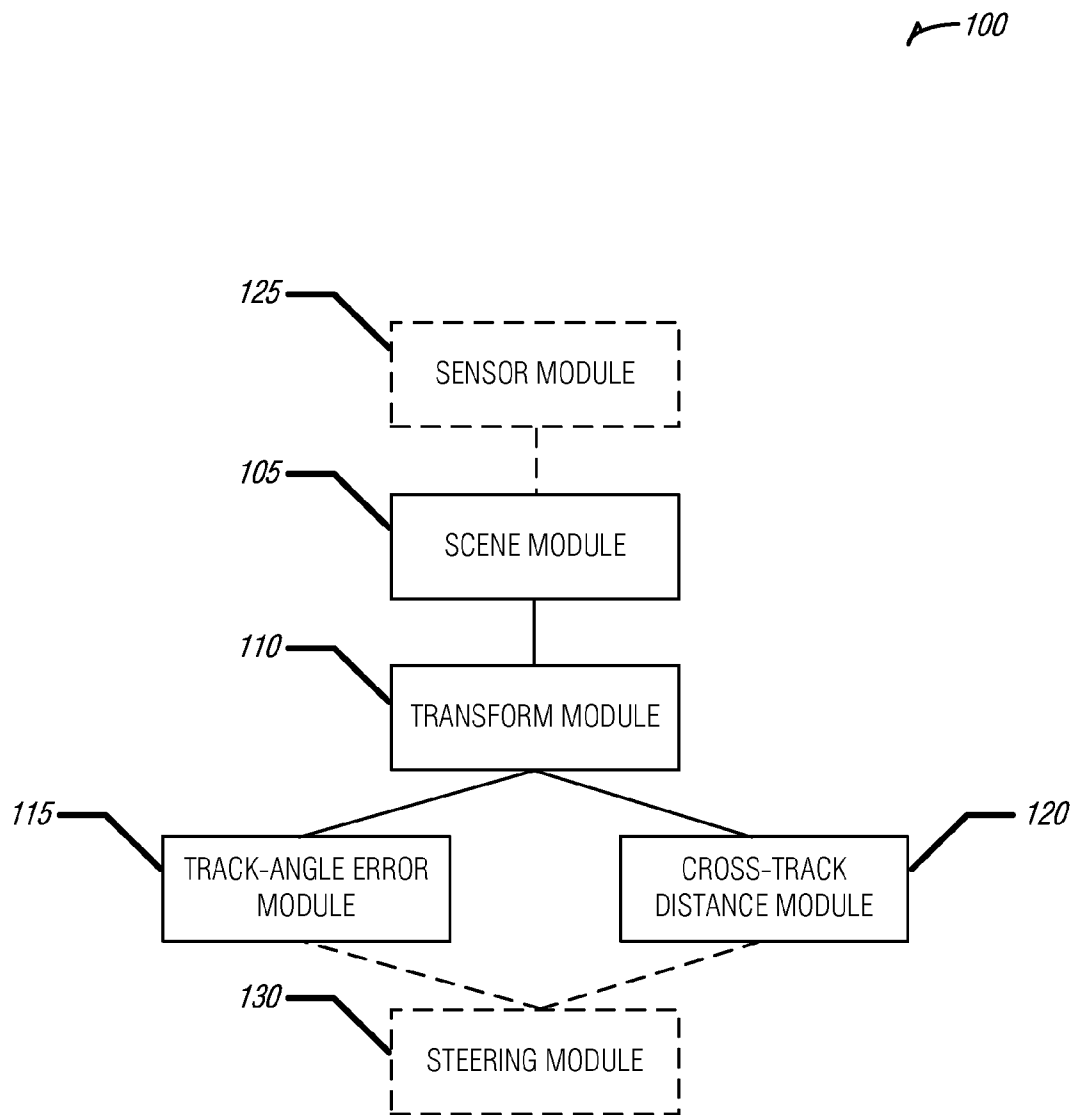 100
125
SENSOR MODULE
105
SCENE MODULE
110
TRANSFORM MODULE
115
TRACK-ANGLE ERROR
MODULE
120
CROSS-TRACK
DISTANCE MODULE
130
STEERING MODULE